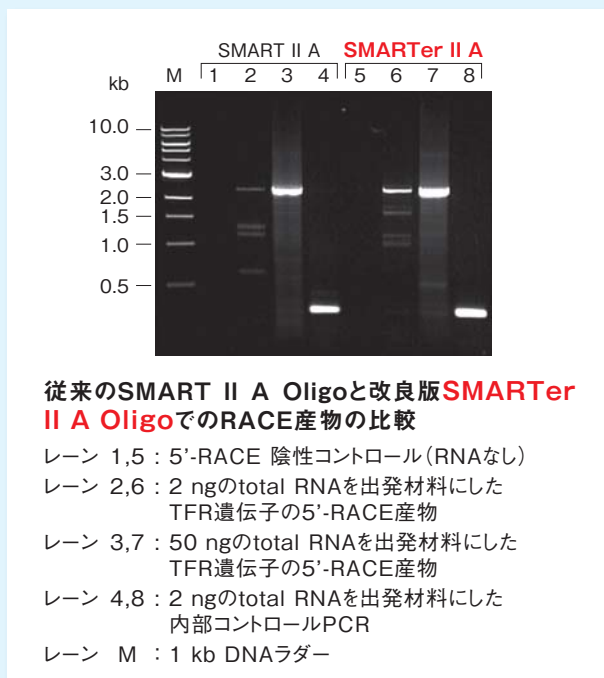 SMART II A SMARTer II A
kb M 1 2 3 4 5 6 7 8
10.0
3.0
2.0
1.5
1.0
0.5
従来のSMART II A Oligoと改良版SMARTer
II A OligoでのRACE産物の比較
レーン 1,5 : 5'-RACE 陰性コントロール(RNAなし)
レーン 2,6 : 2 ngのtotal RNAを出発材料にした
TFR遺伝子の5'-RACE産物
レーン 3,7 : 50 ngのtotal RNAを出発材料にした
TFR遺伝子の5'-RACE産物
レーン 4,8 : 2 ngのtotal RNAを出発材料にした
内部コントロールPCR
レーン M : 1 kb DNAラダー